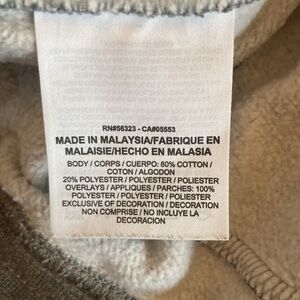 RN#56323 - CA#05553
MADE IN MALAYSIA/FABRIQUE EN
MALAISIE/HECHO EN MALASIA
BODY / CORPS / CUERPO: 80% COTTON /
COTON / ALGODON
20% POLYESTER / POLYESTER / POLIESTER
OVERLAYS / APPLIQUES / PARCHES: 100%
POLYESTER / POLYESTER / POLIESTER
EXCLUSIVE OF DECORATION / DECORATION
NON COMPRISE / NO INCLUYE LA
DECORACION